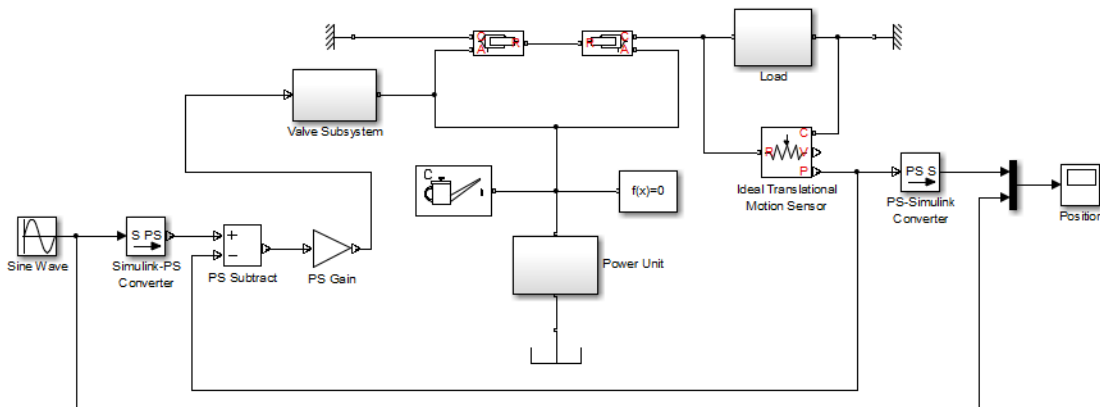 C
A
R
R
C
A
Load
Valve Subsystem
C
f(x)=0
R
C
V
P
Ideal Translational
Motion Sensor
PS S
PS-Simulink
Converter
Position
Sine Wave
S PS
Simulink-PS
Converter
+
−
PS Subtract
PS Gain
Power Unit